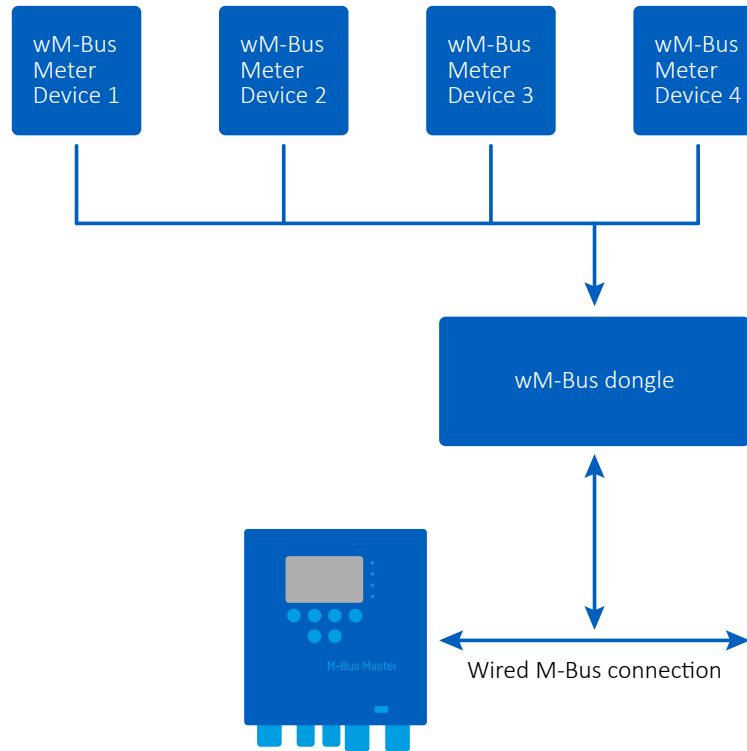 wM-Bus
Meter
Device 1
wM-Bus
Meter
Device 2
wM-Bus
Meter
Device 3
wM-Bus
Meter
Device 4
wM-Bus dongle
M-Bus Master
Wired M-Bus connection